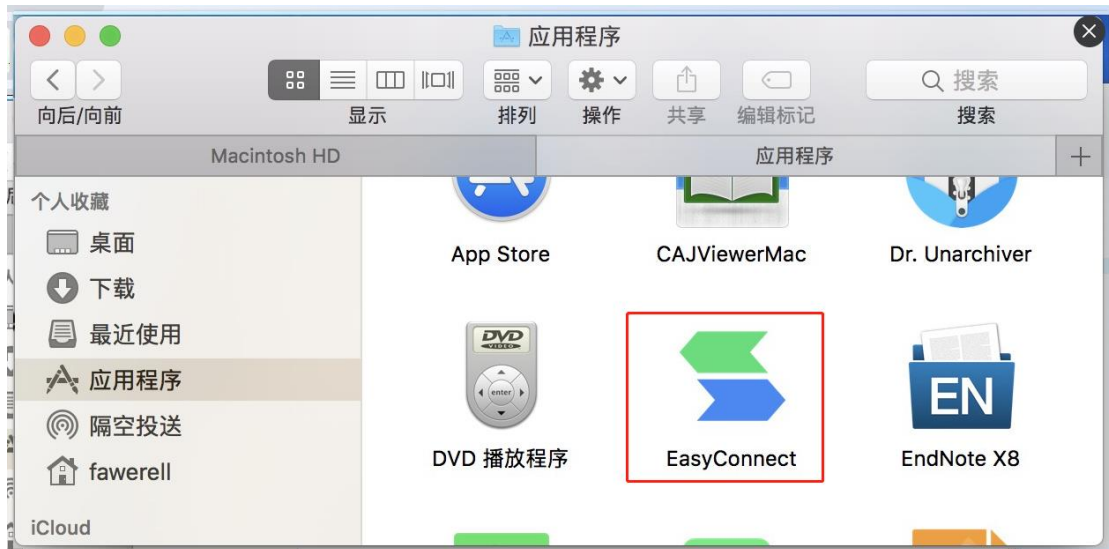 应用程序
向后/向前 显示 排列 操作 共享 编辑标记 搜索
搜索
Macintosh HD 应用程序
个人收藏
桌面
下载
最近使用
应用程序
隔空投送
fawerell
iCloud
App Store CAJViewerMac Dr. Unarchiver
DVD
VIDEO
enter
EN
DVD 播放程序 EasyConnect EndNote X8